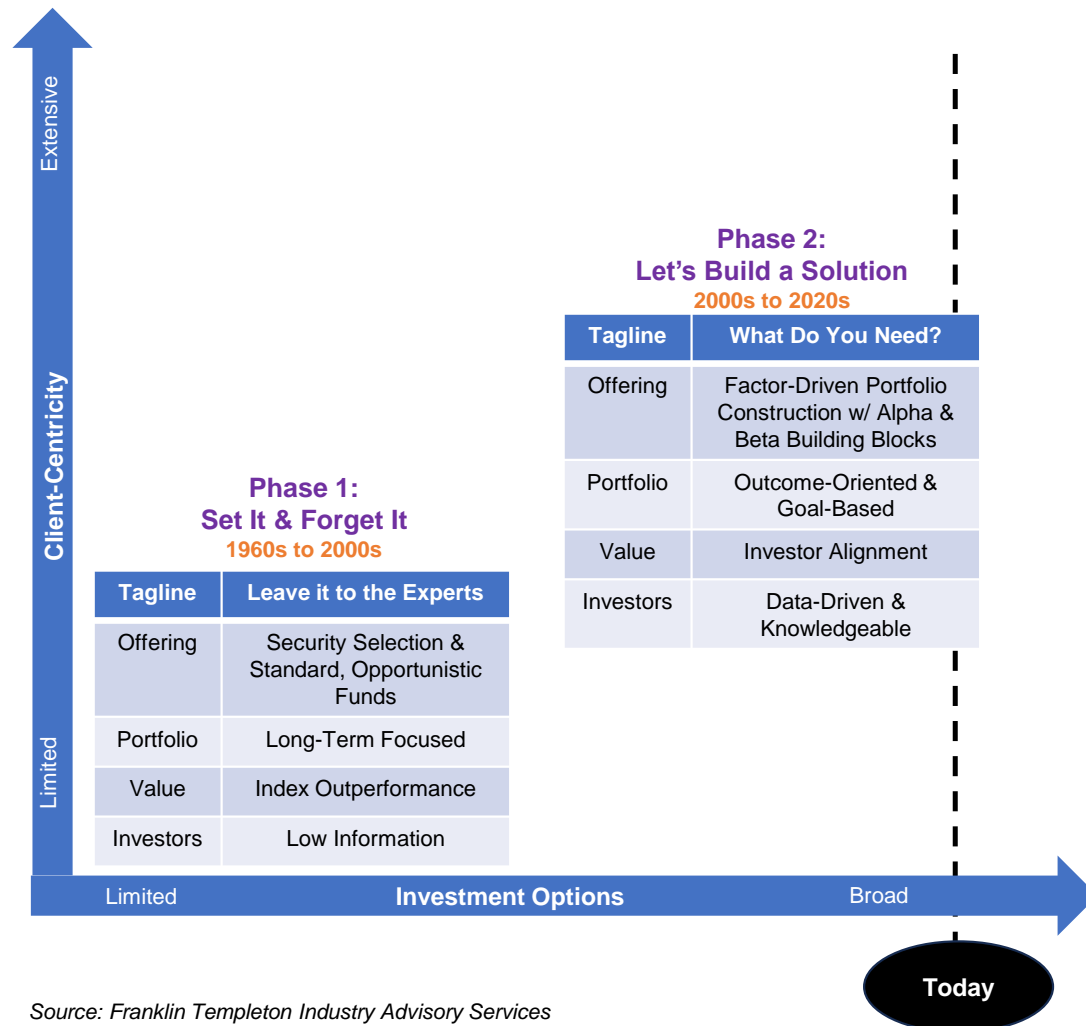 Extensive
Client-Centricity
Limited
Phase 2:
Let's Build a Solution
2000s to 2020s
Tagline What Do You Need?
Offering Factor-Driven Portfolio
Construction w/ Alpha &
Beta Building Blocks
Portfolio Outcome-Oriented &
Goal-Based
Value Investor Alignment
Investors Data-Driven &
Knowledgeable
Phase 1:
Set It & Forget It
1960s to 2000s
Tagline Leave it to the Experts
Offering Security Selection &
Standard, Opportunistic
Funds
Portfolio Long-Term Focused
Value Index Outperformance
Investors Low Information
Limited Investment Options Broad
Today
Source: Franklin Templeton Industry Advisory Services